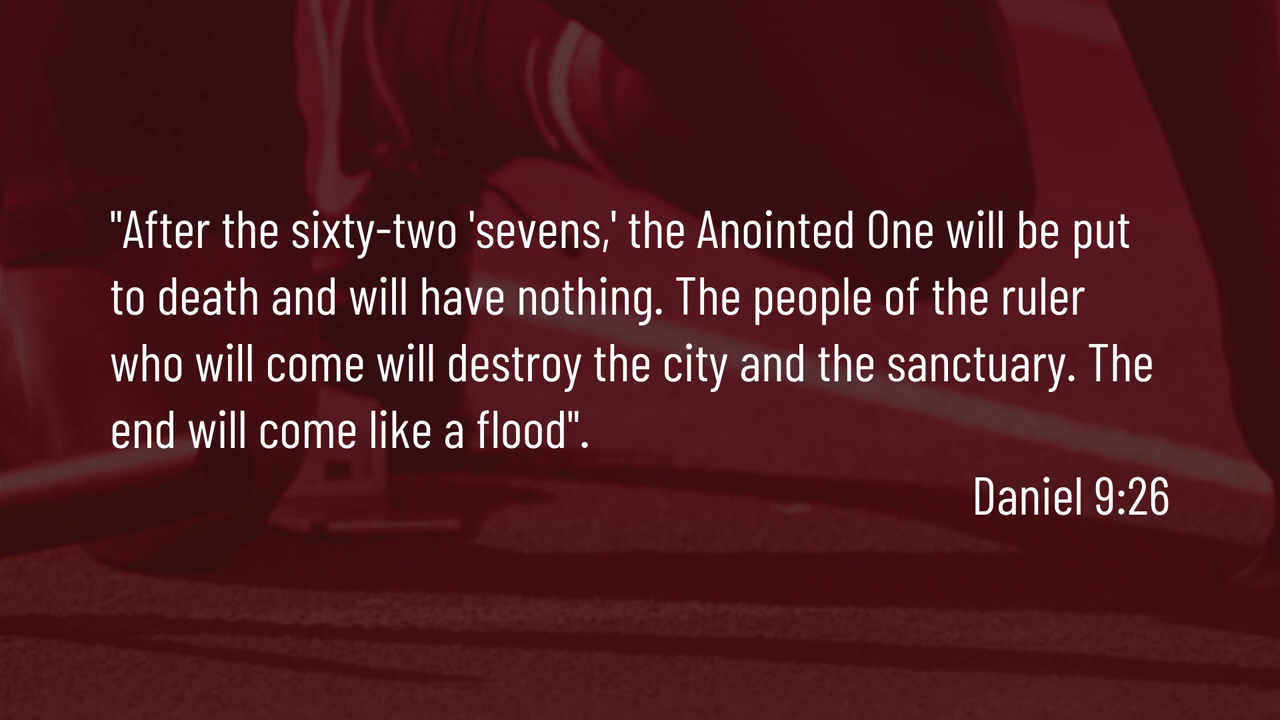 "After the sixty-two 'sevens,' the Anointed One will be put
to death and will have nothing. The people of the ruler
who will come will destroy the city and the sanctuary. The
end will come like a flood".
Daniel 9:26